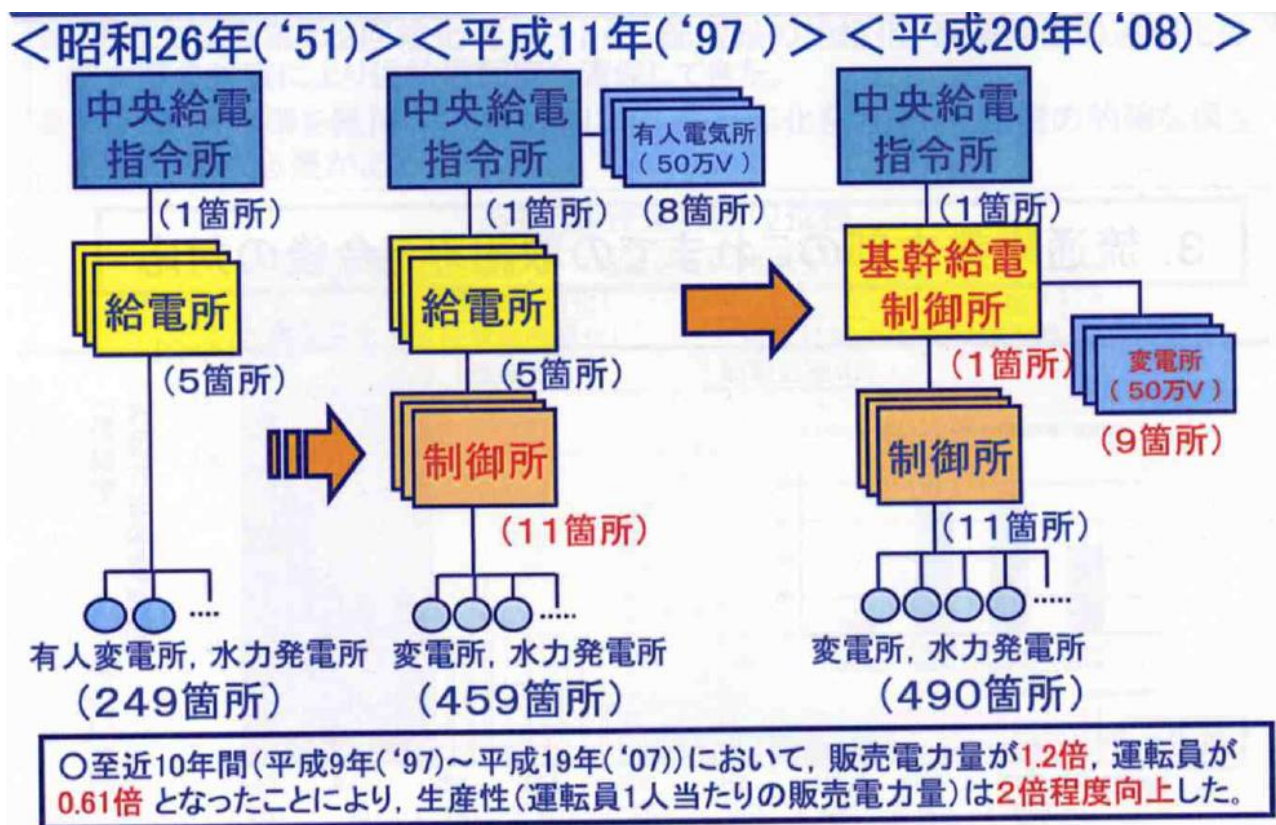 <昭和26年(‘51)>
<平成11年(‘97)>
<平成20年(‘08)>
中央給電
指令所
(1箇所)
給電所
(5箇所)
有人変電所, 水力発電所
(249箇所)
中央給電
指令所
(1箇所)
有人電気所
(50万V)
(8箇所)
給電所
(5箇所)
制御所
(11箇所)
変電所, 水力発電所
(459箇所)
中央給電
指令所
(1箇所)
基幹給電
制御所
(1箇所)
変電所
(50万V)
(9箇所)
制御所
(11箇所)
変電所, 水力発電所
(490箇所)
○至近10年間(平成9年(‘97)~平成19年(‘07))において, 販売電力量が1.2倍, 運転員が
0.61倍 となったことにより, 生産性(運転員1人当たりの販売電力量)は2倍程度向上した。